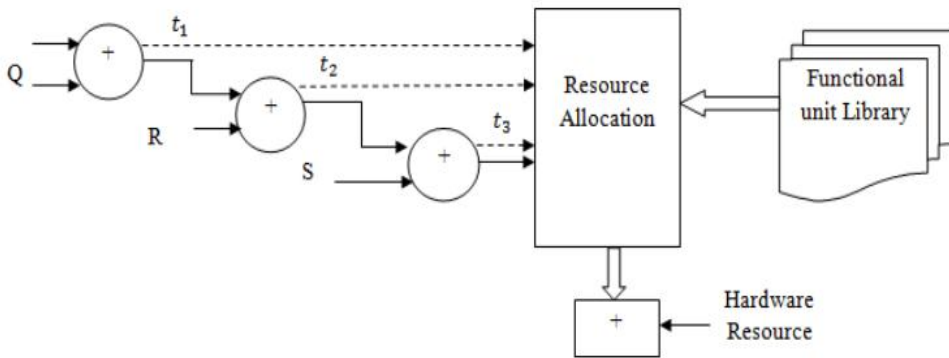 t₁
+
Q
t₂
+
R
t₃
+
S
Resource
Allocation
Functional
unit Library
+
Hardware
Resource